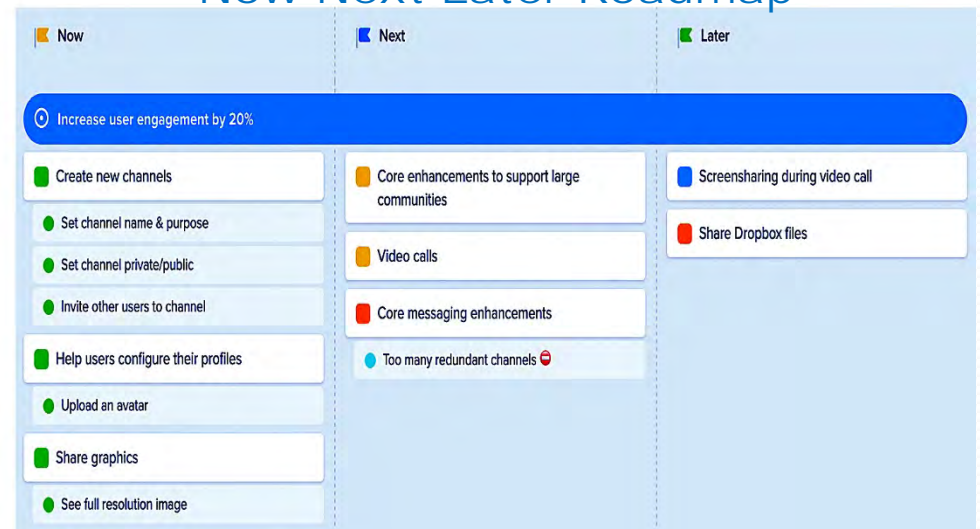 Now Next Later Roadmap
Now
Next
Later
Increase user engagement by 20%
Create new channels
Set channel name & purpose
Set channel private/public
Invite other users to channel
Help users configure their profiles
Upload an avatar
Share graphics
See full resolution image
Core enhancements to support large
communities
Video calls
Core messaging enhancements
Too many redundant channels
Screensharing during video call
Share Dropbox files